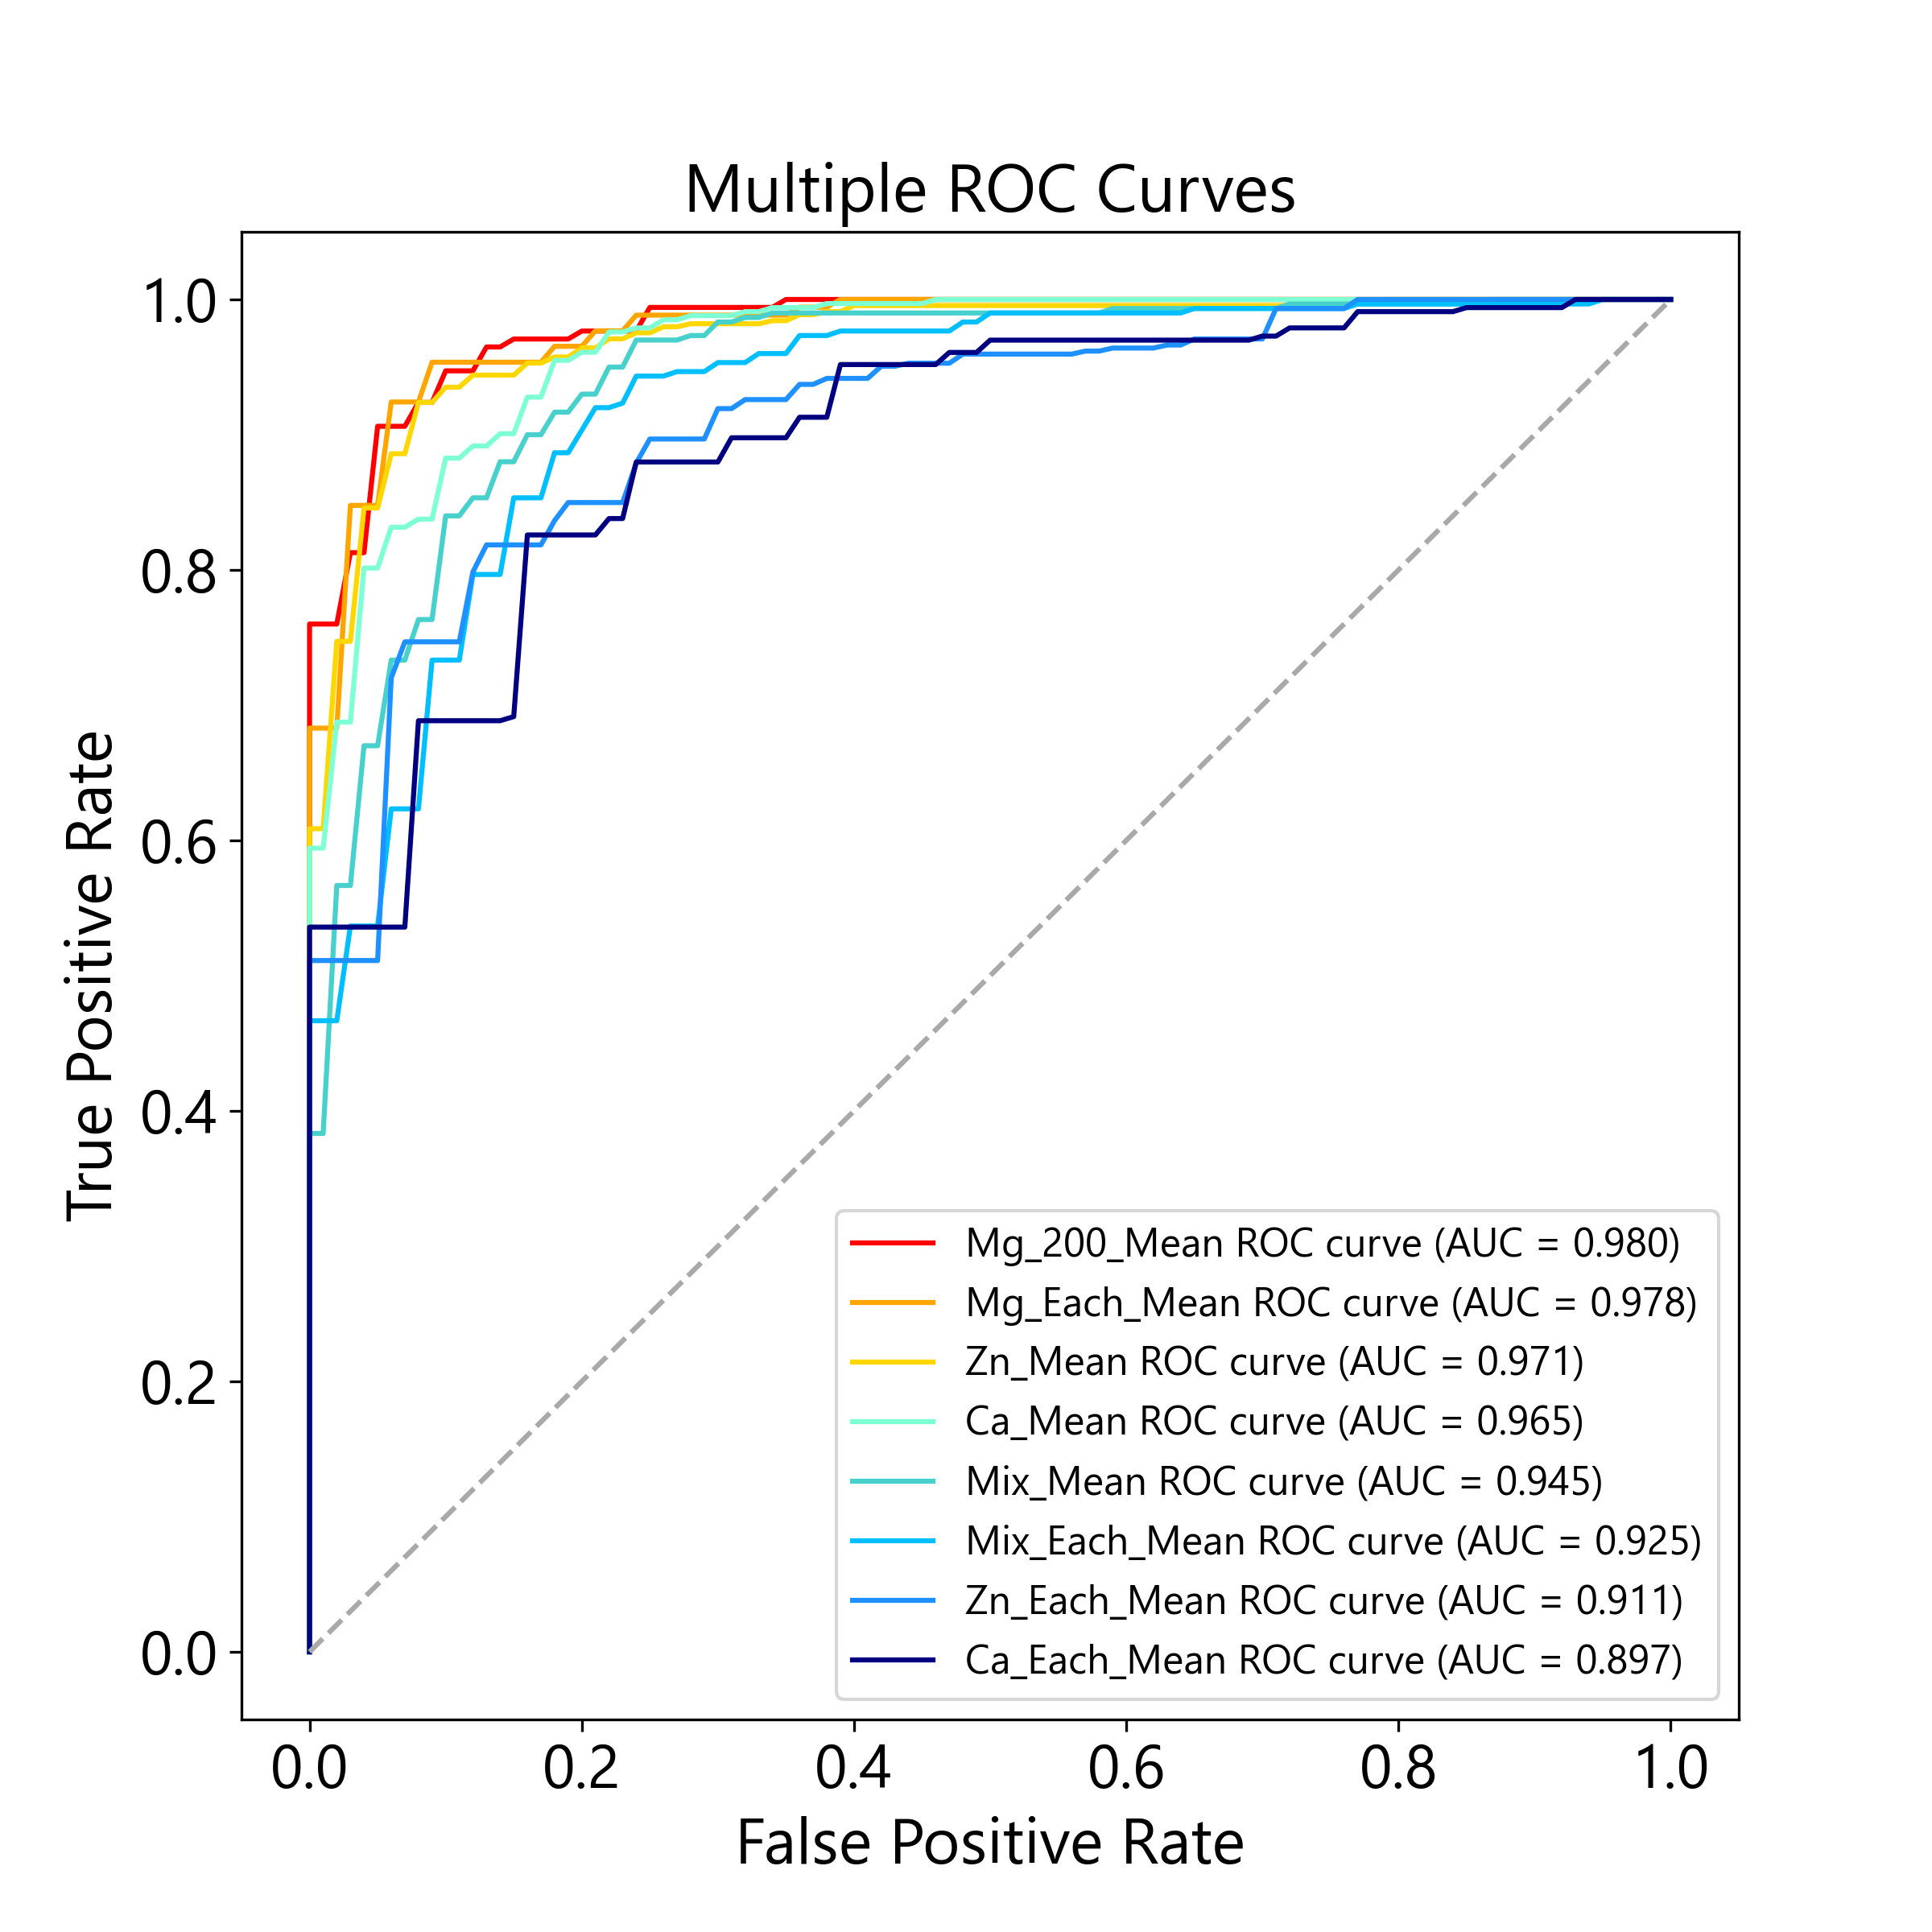 Multiple ROC Curves
True Positive Rate
1.0
0.8
0.6
0.4
0.2
0.0
Mg_200_Mean ROC curve (AUC = 0.980)
Mg_Each_Mean ROC curve (AUC = 0.978)
Zn_Mean ROC curve (AUC = 0.971)
Ca_Mean ROC curve (AUC = 0.965)
Mix_Mean ROC curve (AUC = 0.945)
Mix_Each_Mean ROC curve (AUC = 0.925)
Zn_Each_Mean ROC curve (AUC = 0.911)
Ca_Each_Mean ROC curve (AUC = 0.897)
0.0 0.2 0.4 0.6 0.8 1.0
False Positive Rate